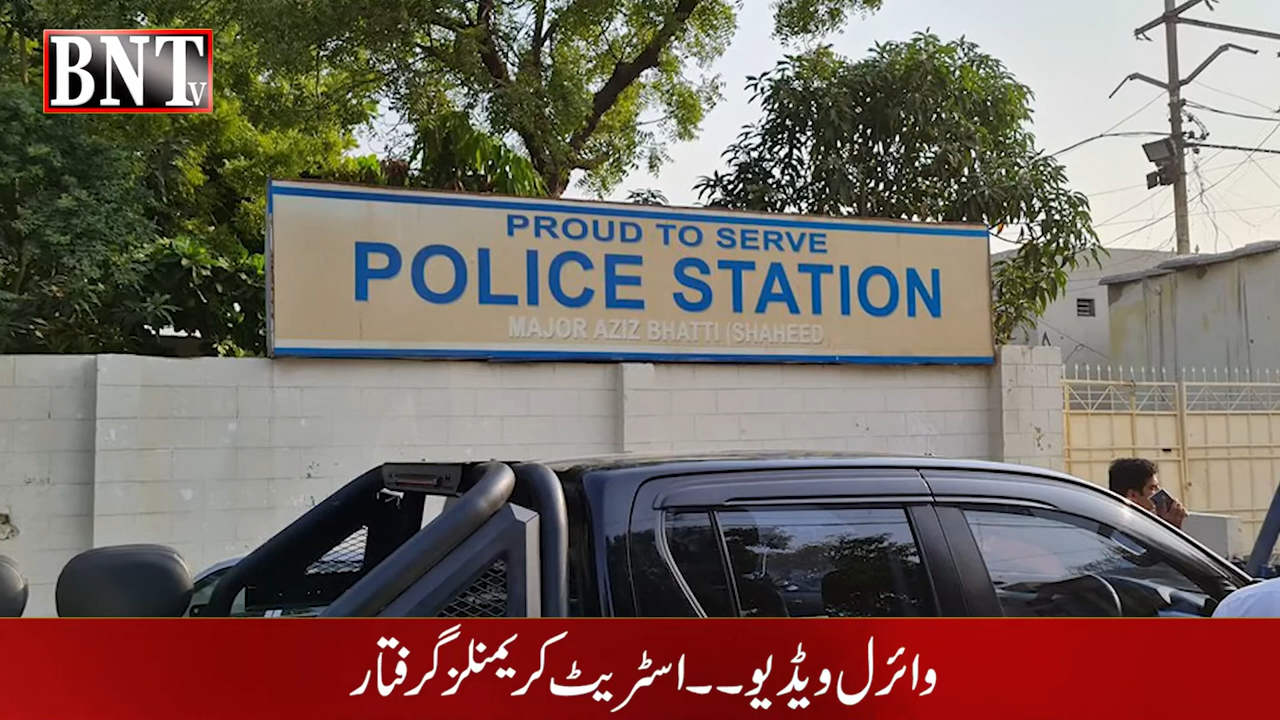 BNTV
PROUD TO SERVE
POLICE STATION
MAJOR AZIZ BHATTI (SHAHEED
وائرل ویڈیو۔۔اسٹریٹ کریمنلز گرفتار